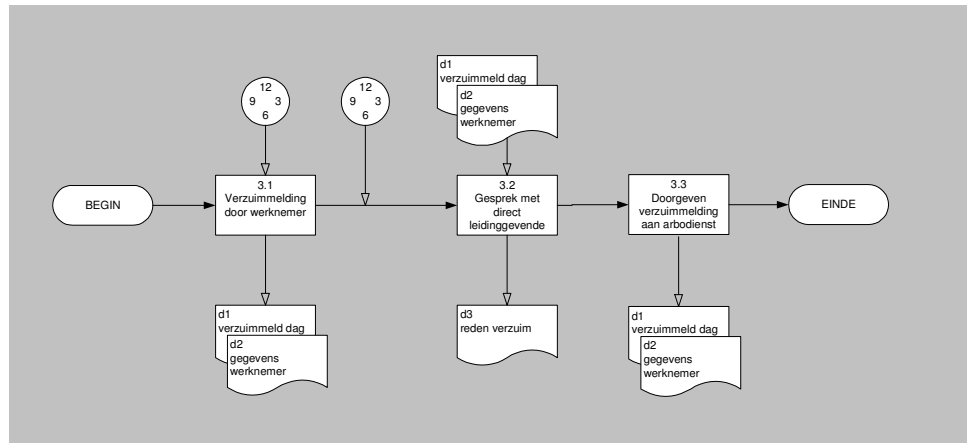 d1
verzuimmeld dag
d2
gegevens
werknemer
12
9 3
6
12
9 3
6
BEGIN
3.1
Verzuimmelding
door werknemer
3.2
Gesprek met
direct
leidinggevende
3.3
Doorgeven
verzuimmelding
aan arbodienst
EINDE
d1
verzuimmeld dag
d2
gegevens
werknemer
d3
reden verzuim
d1
verzuimmeld dag
d2
gegevens
werknemer